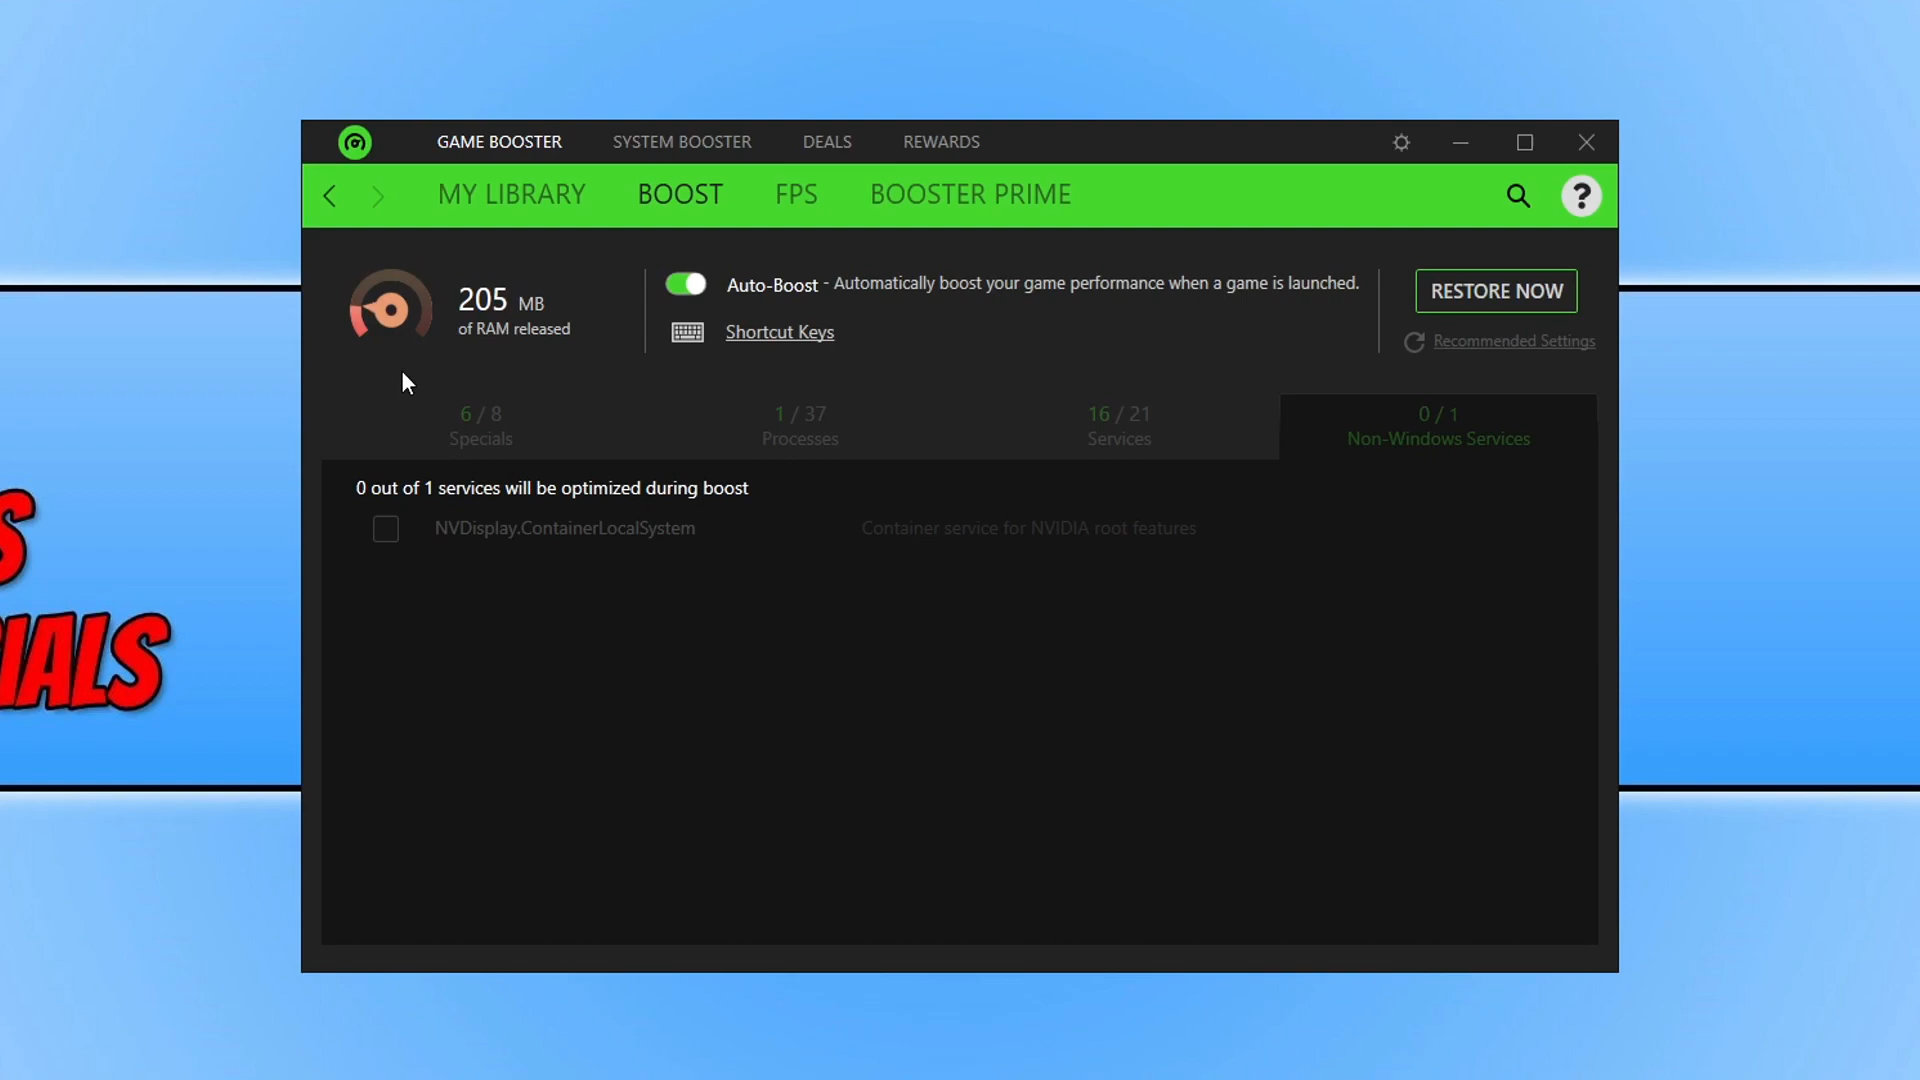 GAME BOOSTER SYSTEM BOOSTER DEALS REWARDS
MY LIBRARY BOOST FPS BOOSTER PRIME ?
205 MB
of RAM released
Auto-Boost - Automatically boost your game performance when a game is launched.
Shortcut Keys
RESTORE NOW
Recommended Settings
6 / 8
Specials
1 / 37
Processes
16 / 21
Services
0 / 1
Non-Windows Services
0 out of 1 services will be optimized during boost
NVDisplay.ContainerLocalSystem Container service for NVIDIA root features
S
IALS